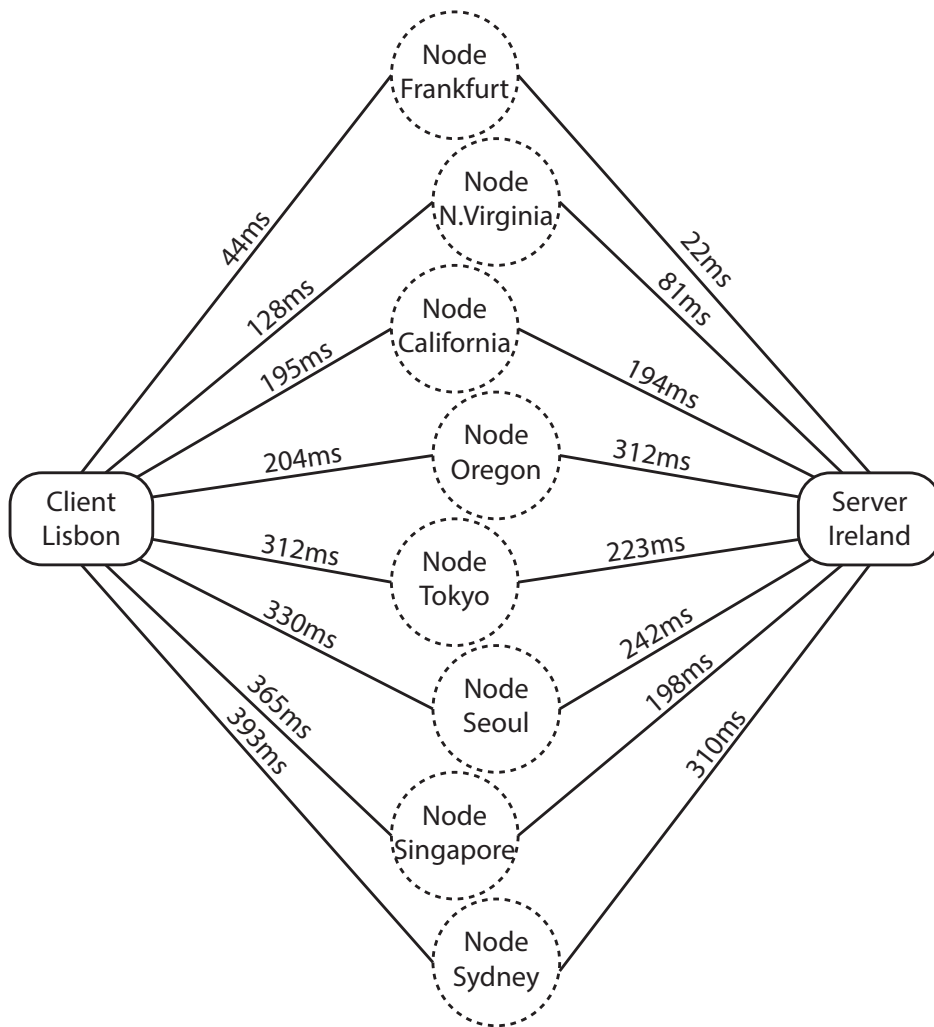 Node
Frankfurt
Node
N.Virginia
44ms
22ms
128ms
81ms
Node
California
195ms
194ms
Node
Oregon
204ms
312ms
Client
Lisbon
Server
Ireland
312ms
223ms
Node
Tokyo
330ms
242ms
Node
Seoul
365ms
198ms
393ms
310ms
Node
Singapore
Node
Sydney